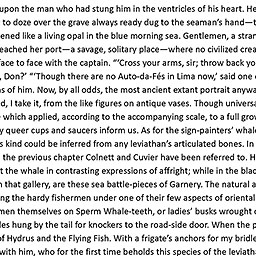 upon the man who had stung him in the ventricles of his heart. He
to doze over the grave always ready dug to the seaman's hand—t
ened like a living opal in the blue morning sea. Gentlemen, a stran
eached her port—a savage, solitary place—where no civilized crea
face to face with the captain. "'Cross your arms, sir; throw back yo
, Don?' "'Though there are no Auto-da-Fés in Lima now,' said one o
s of him. Now, by all odds, the most ancient extant portrait anyway
d, I take it, from the like figures on antique vases. Though universa
e which applied, according to the accompanying scale, to a full grov
y queer cups and saucers inform us. As for the sign-painters' whale
s kind could be inferred from any leviathan's articulated bones. In
the previous chapter Colnett and Cuvier have been referred to. H
t the whale in contrasting expressions of affright; while in the blac
n that gallery, are these sea battle-pieces of Garnery. The natural a
ng the hardy fishermen under one of their few aspects of oriental
men themselves on Sperm Whale-teeth, or ladies' busks wrought o
les hung by the tail for knockers to the road-side door. When the p
of Hydrus and the Flying Fish. With a frigate's anchors for my bridle
with him, who for the first time beholds this species of the leviatha